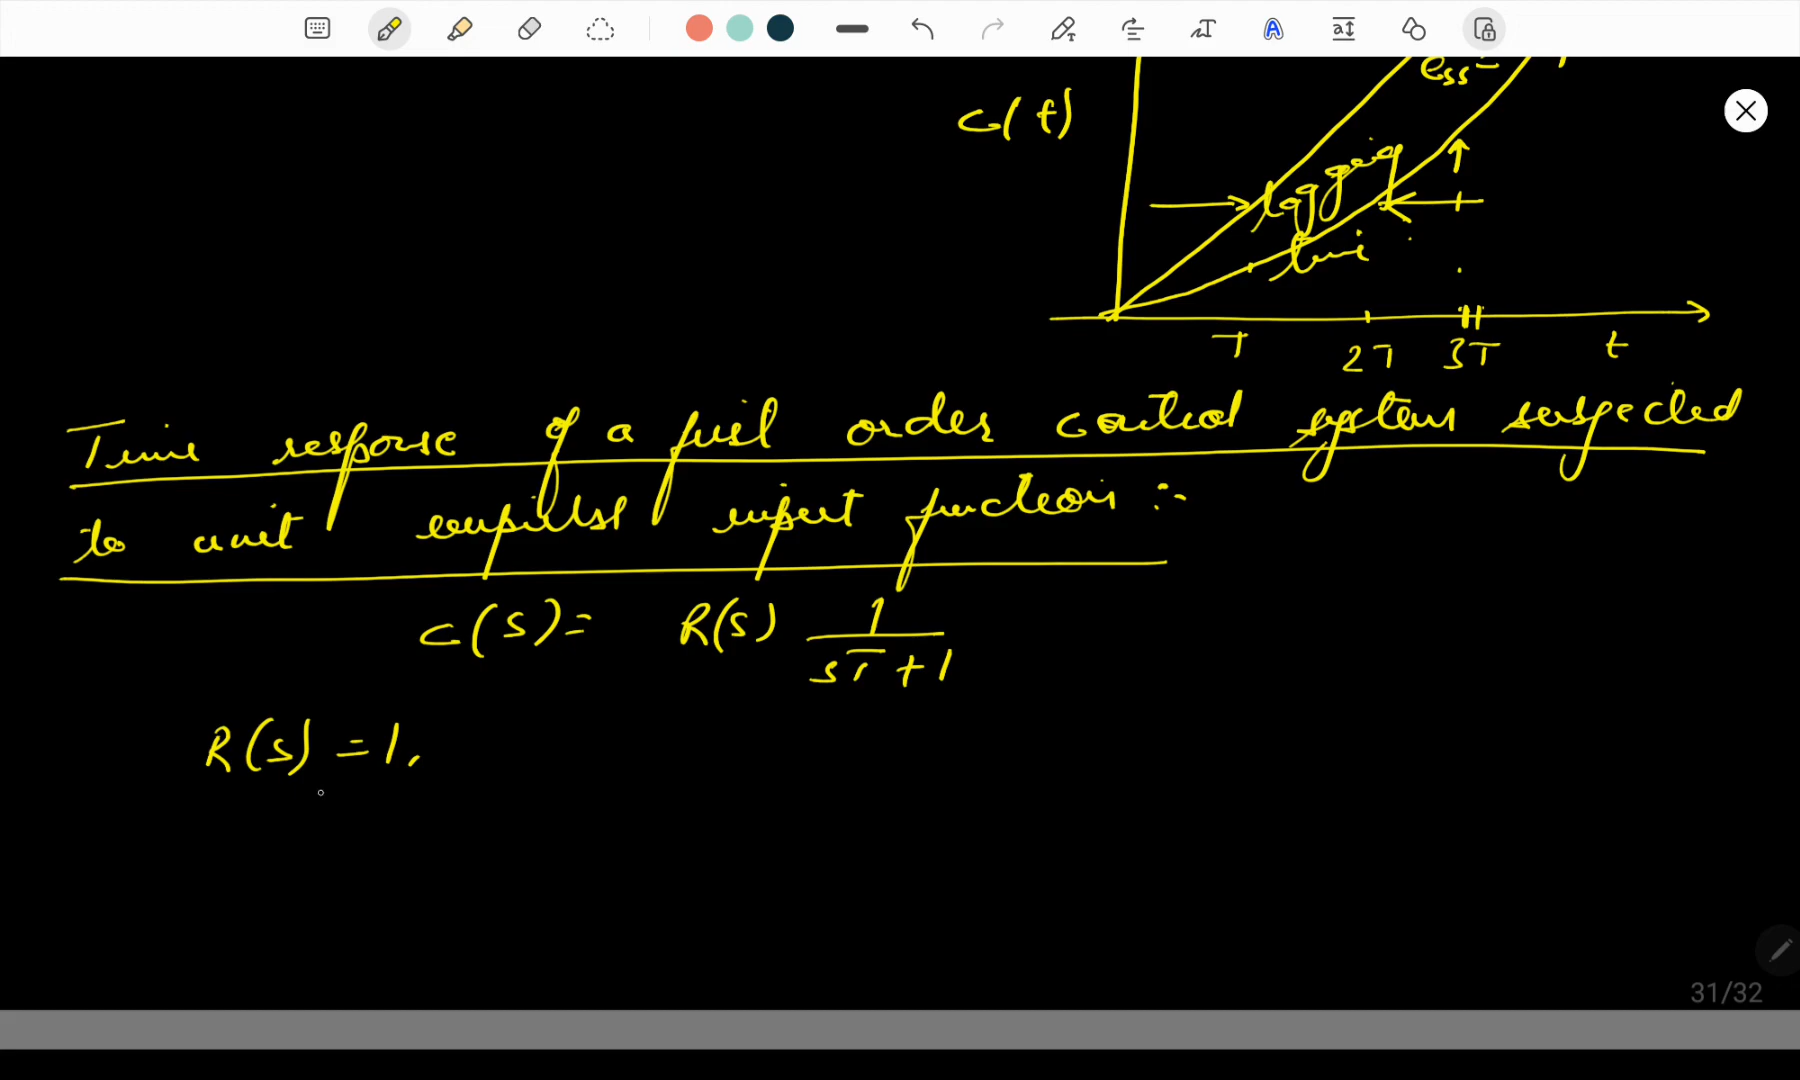 ess =
c(t)
lagging
time
T 2T 3T t
Time response of a first order control system suspected
to unit impulse input function :-
C(s) = R(s) 1
sT + 1
R(s) = 1,
31/32